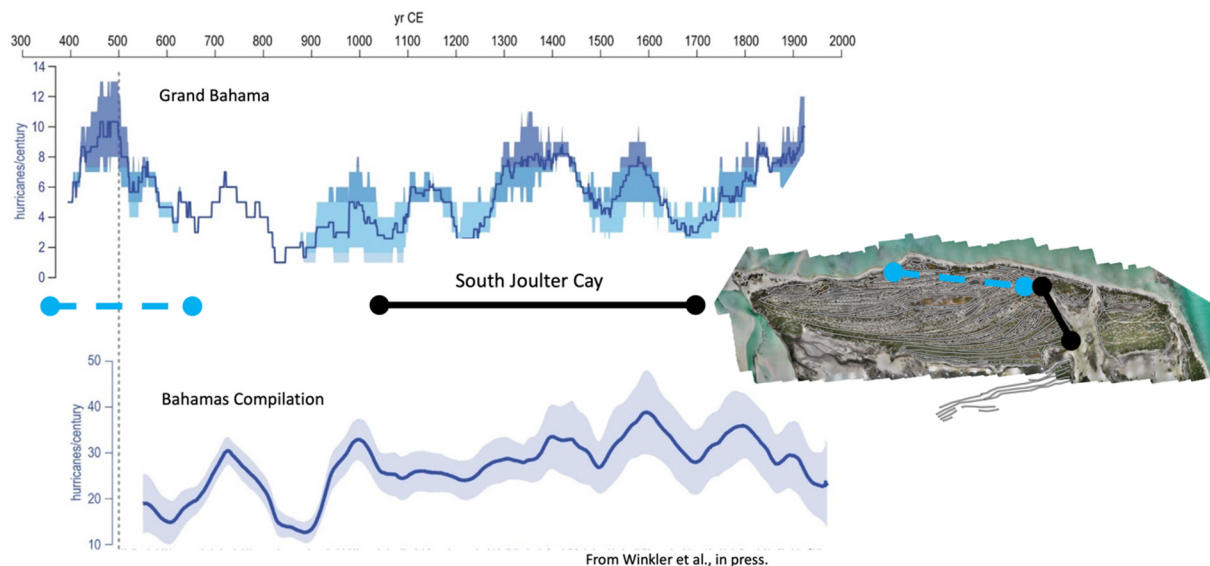 yr CE
300 400 500 600 700 800 900 1000 1100 1200 1300 1400 1500 1600 1700 1800 1900 2000
14
12
10
8
6
4
2
0
hurricanes/century
Grand Bahama
South Joulter Cay
50
40
30
20
10
hurricanes/century
Bahamas Compilation
From Winkler et al., in press.